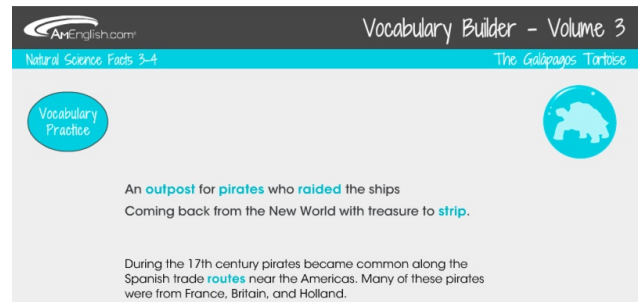 AMEnglish.com
Vocabulary Builder – Volume 3
Natural Science Facts 3-4
The Galápagos Tortoise
Vocabulary
Practice
An outpost for pirates who raided the ships
Coming back from the New World with treasure to strip.
During the 17th century pirates became common along the
Spanish trade routes near the Americas. Many of these pirates
were from France, Britain, and Holland.